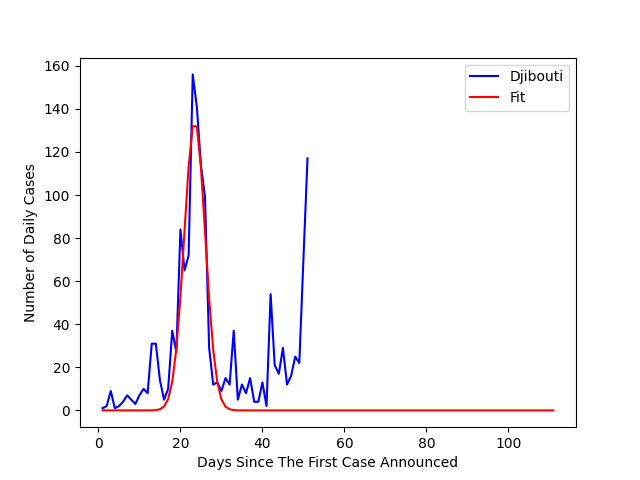 160
140
120
100
80
60
40
20
0
Number of Daily Cases
Djibouti
Fit
0 20 40 60 80 100
Days Since The First Case Announced